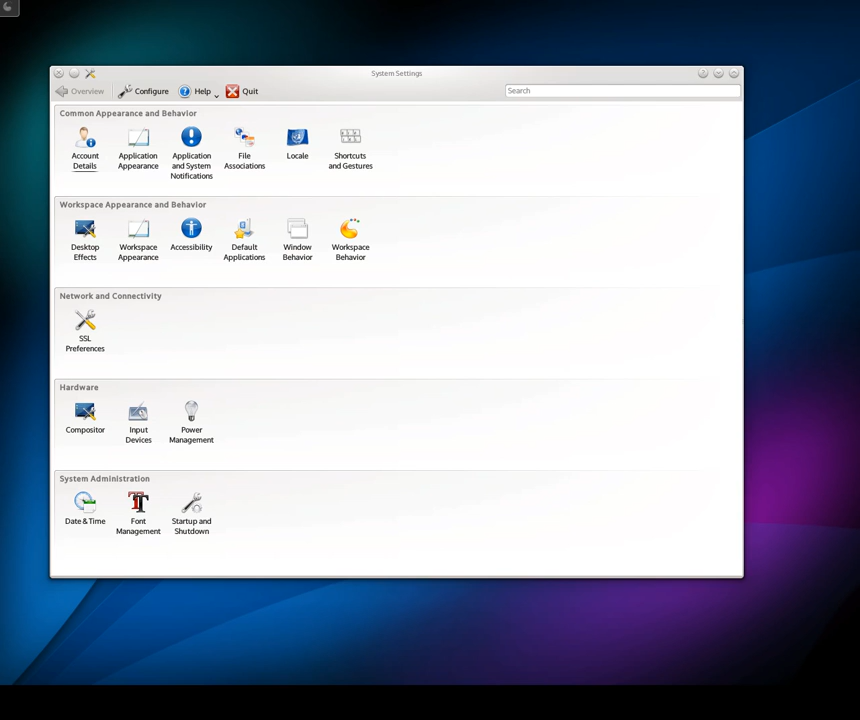 System Settings
Overview Configure Help Quit Search
Common Appearance and Behavior
Account Details
Application Appearance
Application and System Notifications
File Associations
Locale
Shortcuts and Gestures
Workspace Appearance and Behavior
Desktop Effects
Workspace Appearance
Accessibility
Default Applications
Window Behavior
Workspace Behavior
Network and Connectivity
SSL Preferences
Hardware
Compositor
Input Devices
Power Management
System Administration
Date & Time
Font Management
Startup and Shutdown